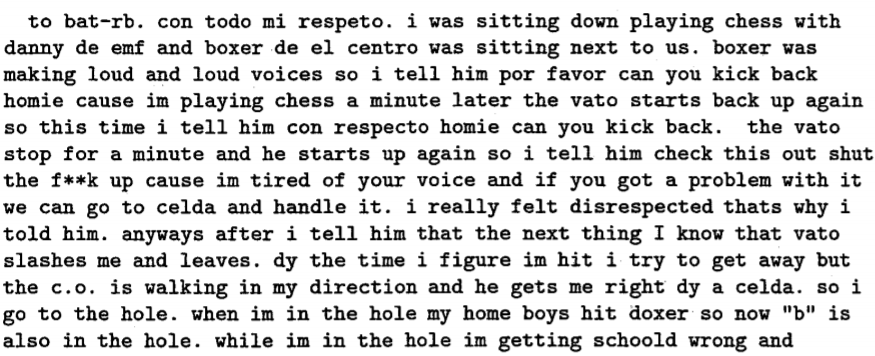 to bat-rb. con todo mi respeto. i was sitting down playing chess with
danny de emf and boxer de el centro was sitting next to us. boxer was
making loud and loud voices so i tell him por favor can you kick back
homie cause im playing chess a minute later the vato starts back up again
so this time i tell him con respecto homie can you kick back. the vato
stop for a minute and he starts up again so i tell him check this out shut
the f**k up cause im tired of your voice and if you got a problem with it
we can go to celda and handle it. i really felt disrespected thats why i
told him. anyways after i tell him that the next thing I know that vato
slashes me and leaves. dy the time i figure im hit i try to get away but
the c.o. is walking in my direction and he gets me right dy a celda. so i
go to the hole. when im in the hole my home boys hit doxer so now "b" is
also in the hole. while im in the hole im getting schoold wrong and